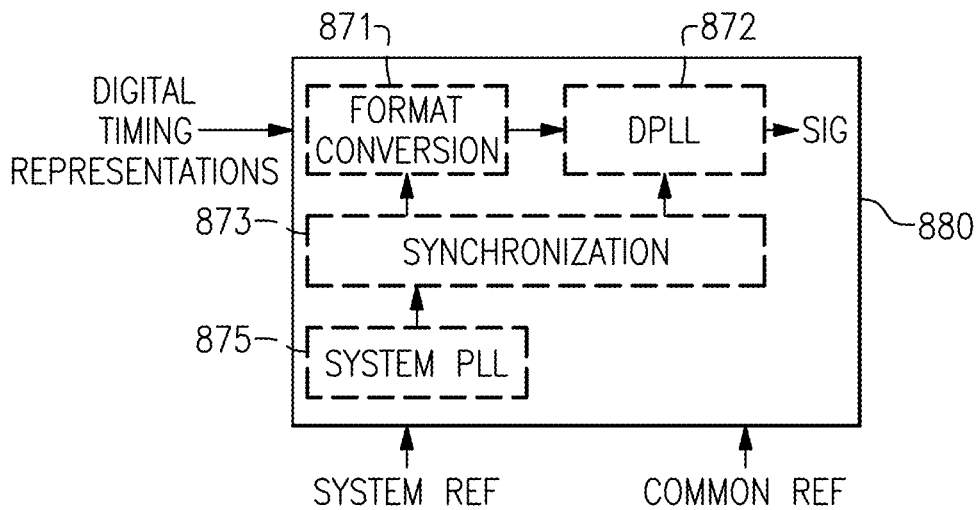 871
872
DIGITAL
TIMING
REPRESENTATIONS
FORMAT
CONVERSION
DPLL
SIG
873
SYNCHRONIZATION
880
875
SYSTEM PLL
SYSTEM REF
COMMON REF